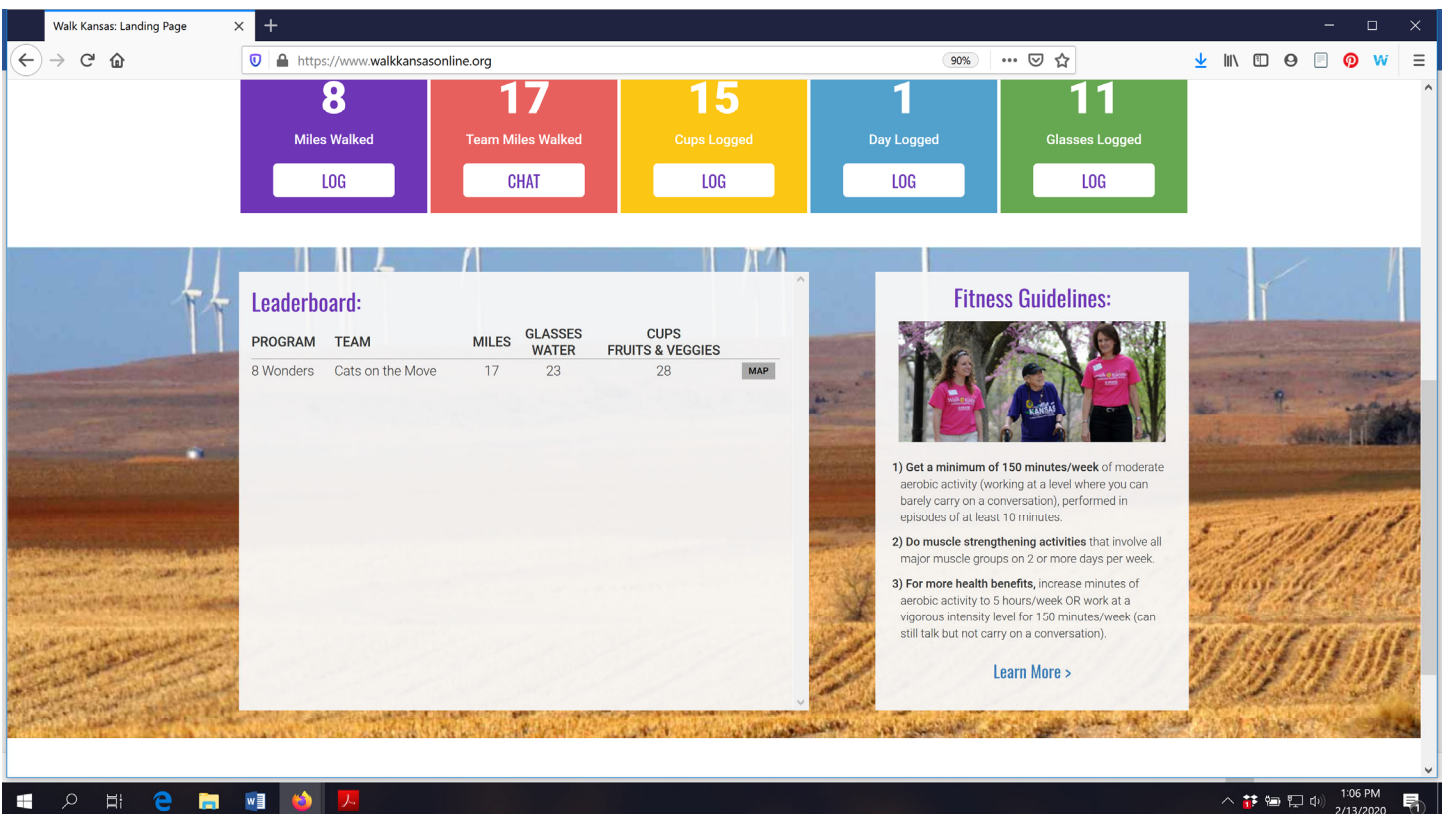 Walk Kansas: Landing Page
https://www.walkkansasonline.org
90%
8 17 15 1 11
Miles Walked Team Miles Walked Cups Logged Day Logged Glasses Logged
LOG CHAT LOG LOG LOG
Leaderboard:
PROGRAM TEAM MILES GLASSES WATER CUPS FRUITS & VEGGIES
8 Wonders Cats on the Move 17 23 28 MAP
Fitness Guidelines:
KANSAS
1) Get a minimum of 150 minutes/week of moderate
aerobic activity (working at a level where you can
barely carry on a conversation), performed in
episodes of at least 10 minutes.
2) Do muscle strengthening activities that involve all
major muscle groups on 2 or more days per week.
3) For more health benefits, increase minutes of
aerobic activity to 5 hours/week OR work at a
vigorous intensity level for 150 minutes/week (can
still talk but not carry on a conversation).
Learn More >
1:06 PM
2/13/2020